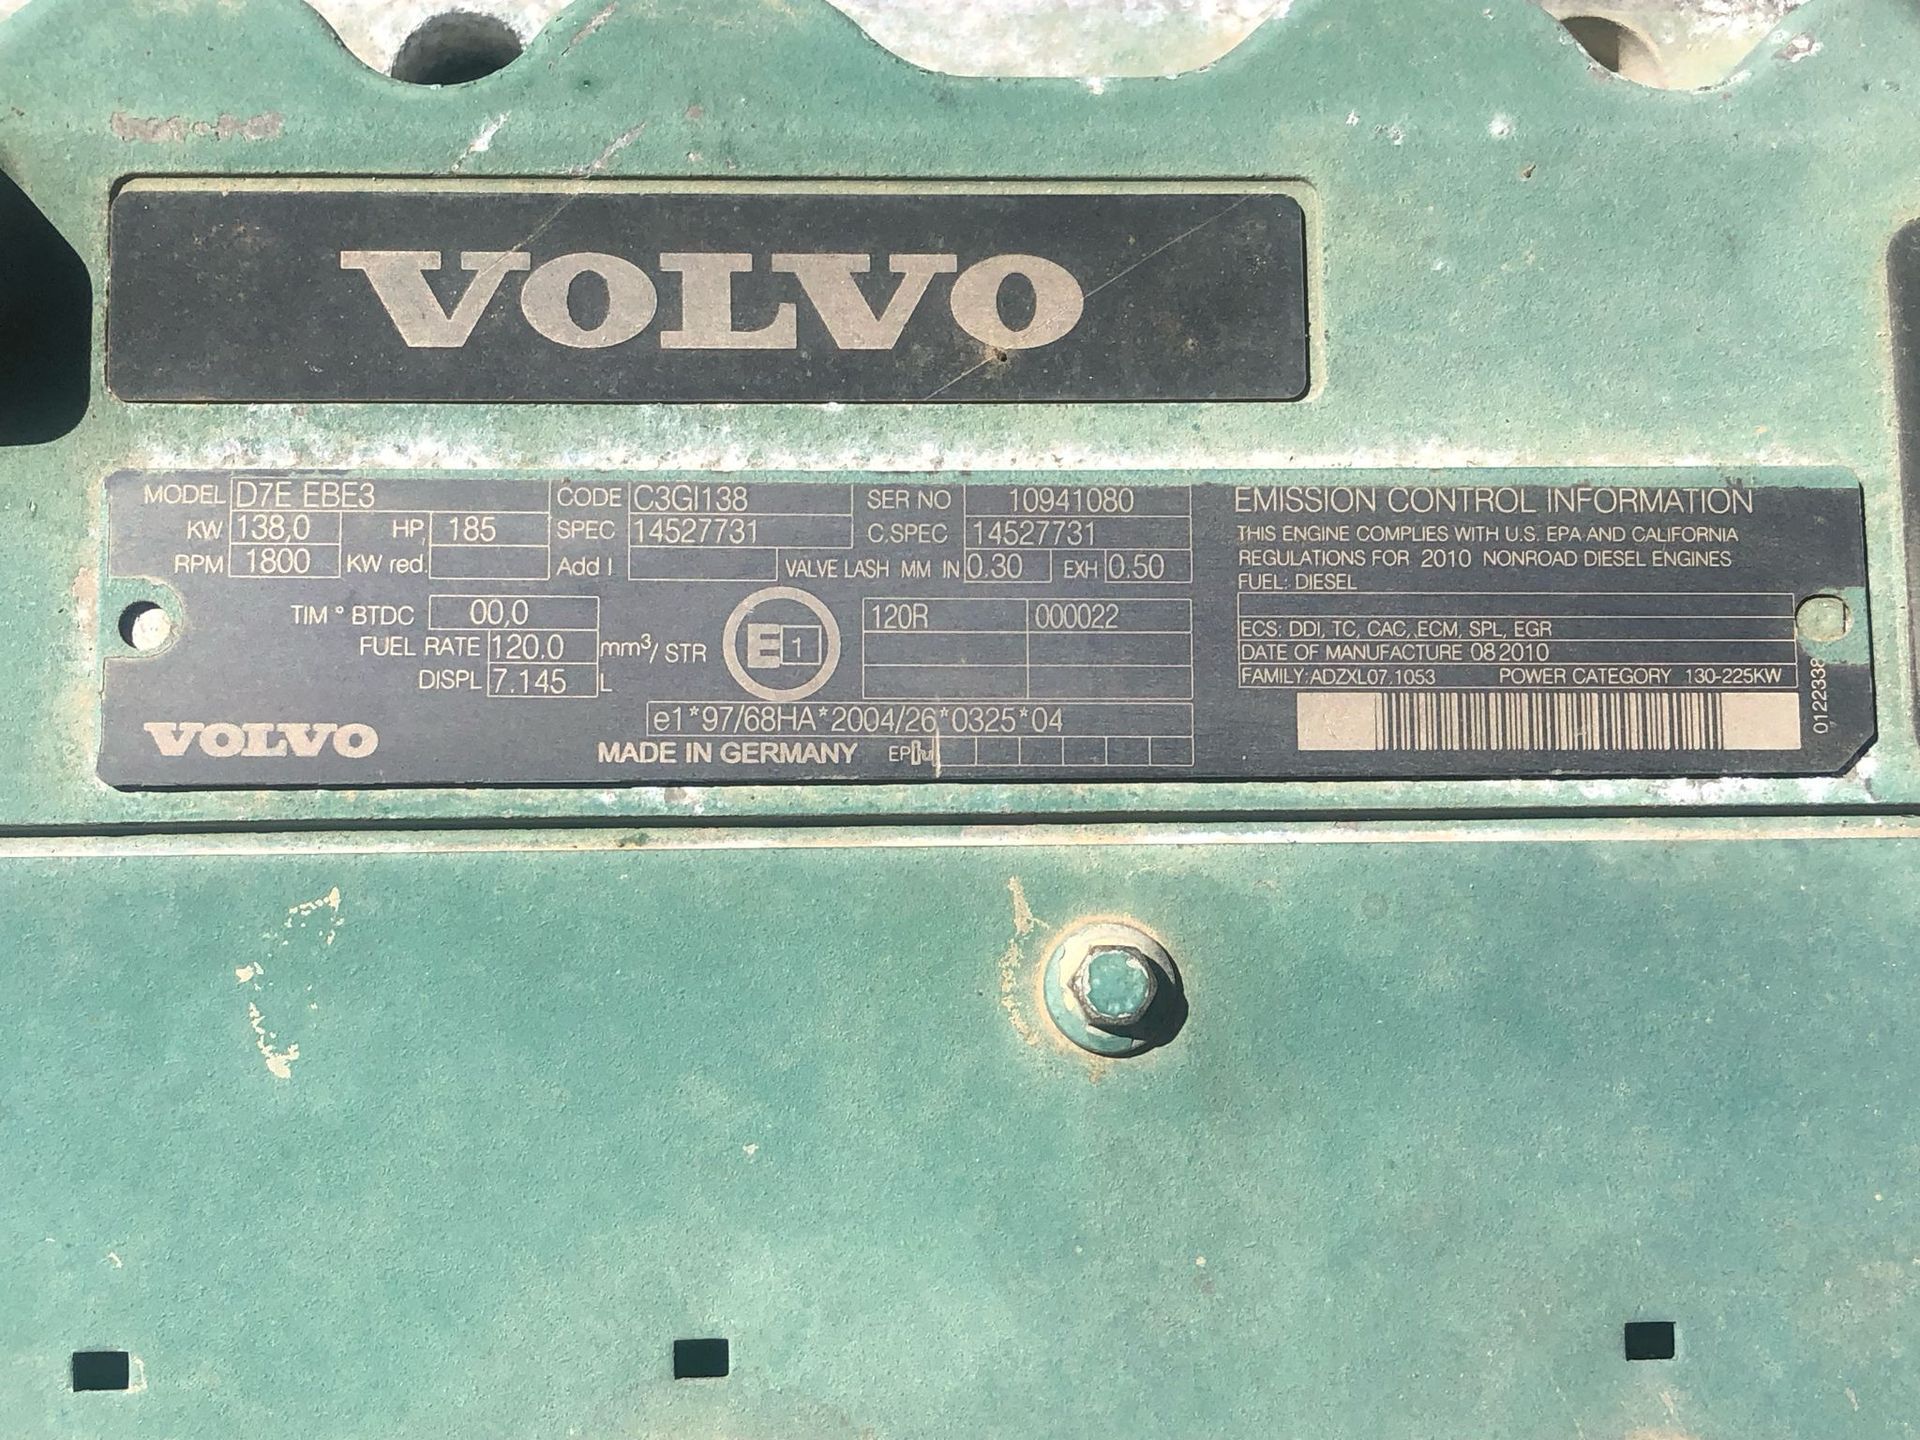 VOLVO
MODEL D7E EBE3 CODE C3GI138 SER NO 10941080
KW 138,0 HP 185 SPEC 14527731 C.SPEC 14527731
RPM 1800 KW red. Add I VALVE LASH MM IN 0.30 EXH 0.50
TIM ° BTDC 00,0
FUEL RATE 120.0 mm³/ STR
DISPL 7.145 L
E 1
120R 000022
e1*97/68HA*2004/26*0325*04
VOLVO
MADE IN GERMANY
EMISSION CONTROL INFORMATION
THIS ENGINE COMPLIES WITH U.S. EPA AND CALIFORNIA
REGULATIONS FOR 2010 NONROAD DIESEL ENGINES
FUEL: DIESEL
ECS: DDI, TC, CAC, ECM, SPL, EGR
DATE OF MANUFACTURE 08 2010
FAMILY: ADZXL07.1053 POWER CATEGORY 130-225KW
0122338